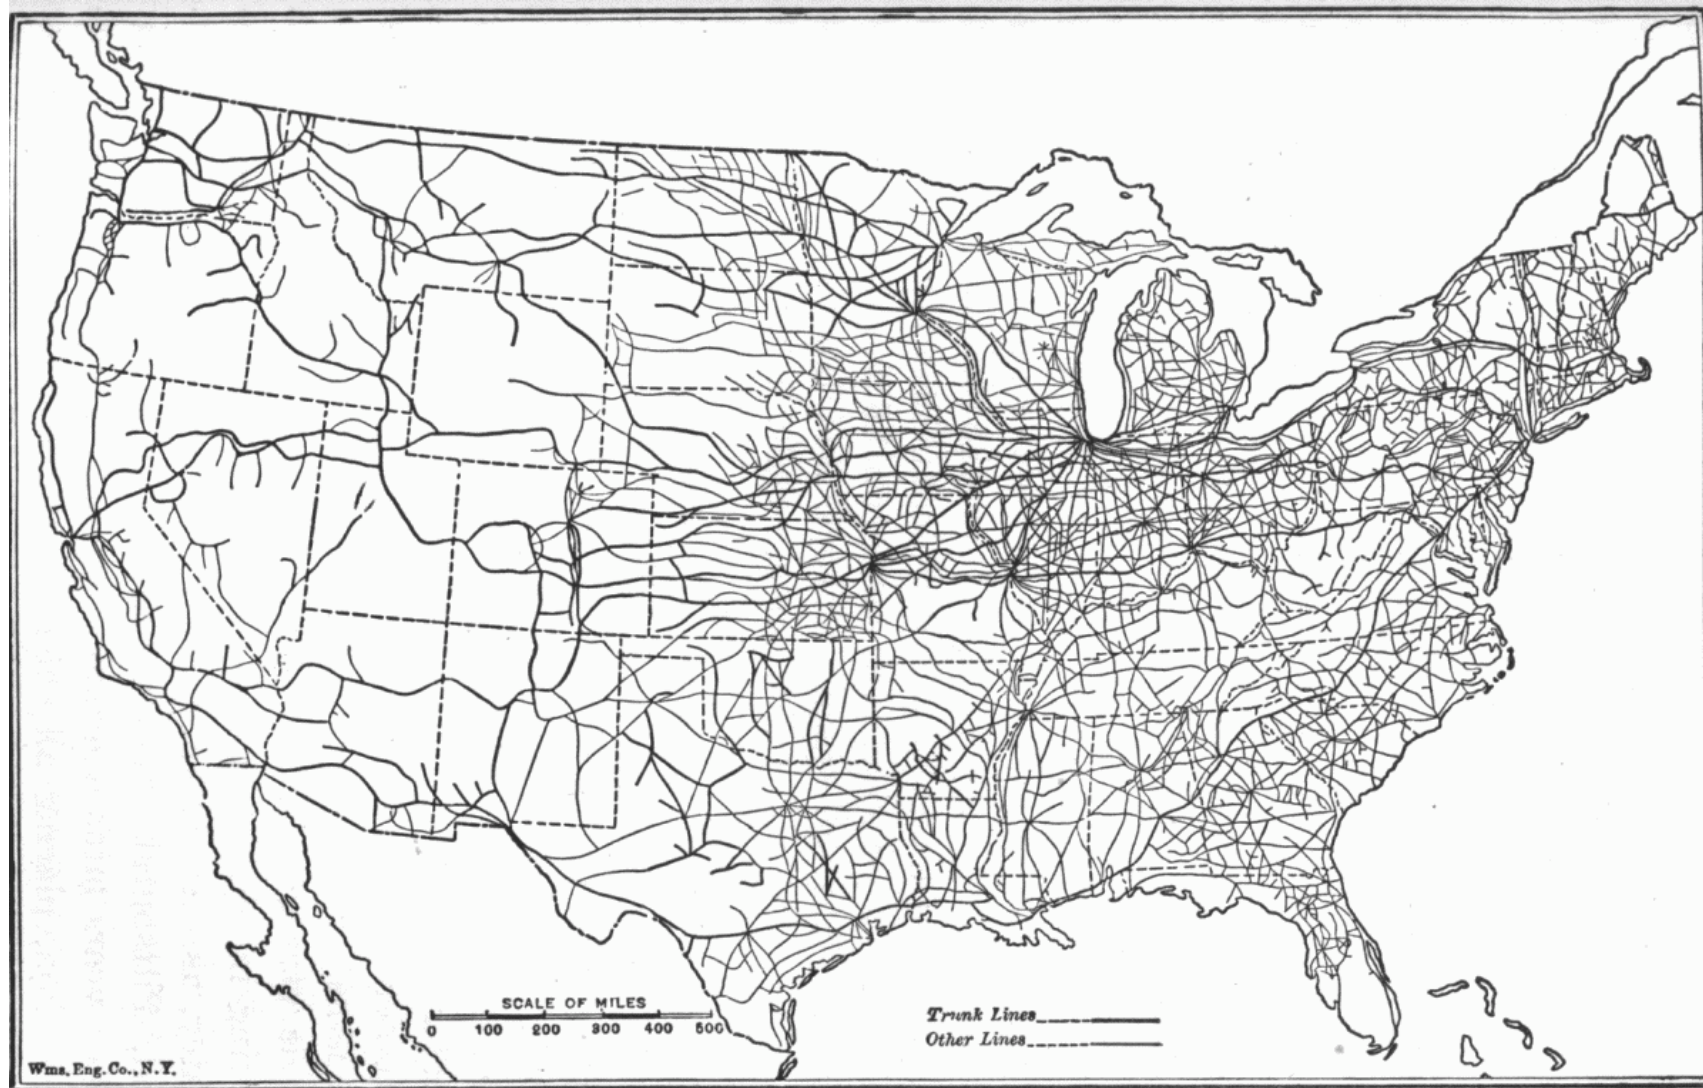 SCALE OF MILES
0 100 200 300 400 500
Trunk Lines
Other Lines
Wms. Eng. Co., N. Y.